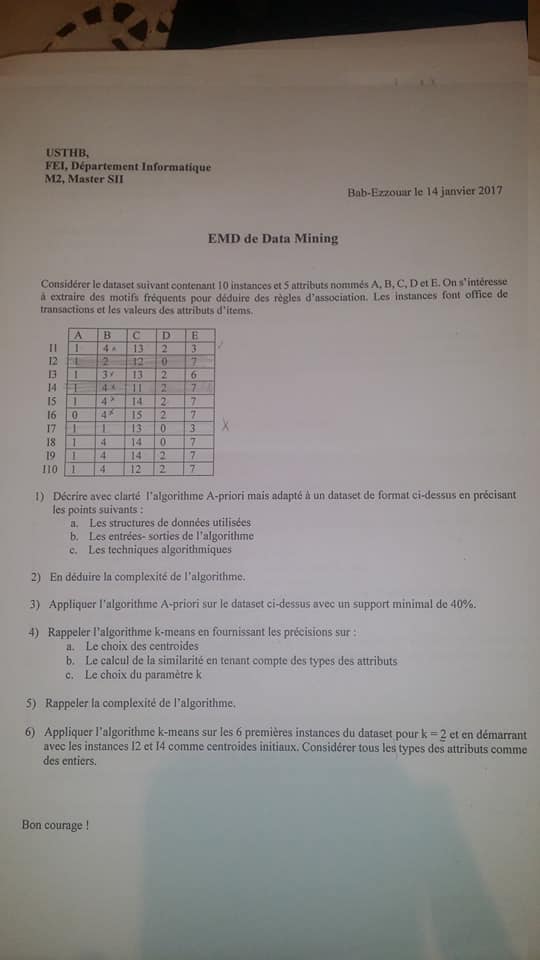 USTHB,
FEI, Département Informatique
M2, Master SII
Bab-Ezzouar le 14 janvier 2017
EMD de Data Mining
Considérer le dataset suivant contenant 10 instances et 5 attributs nommés A, B, C, D et E. On s'intéresse
à extraire des motifs fréquents pour déduire des règles d'association. Les instances font office de
transactions et les valeurs des attributs d'items.
A B C D E
I1 1 4 13 2 3
I2 1 2 12 0 7
I3 1 3 13 2 6
I4 1 4 11 2 7
I5 1 4 14 2 7
I6 0 4 15 2 7
I7 1 1 13 0 3
I8 1 4 14 0 7
I9 1 4 14 2 7
I10 1 4 12 2 7
1) Décrire avec clarté l'algorithme A-priori mais adapté à un dataset de format ci-dessus en précisant
les points suivants :
a. Les structures de données utilisées
b. Les entrées- sorties de l'algorithme
c. Les techniques algorithmiques
2) En déduire la complexité de l'algorithme.
3) Appliquer l'algorithme A-priori sur le dataset ci-dessus avec un support minimal de 40%.
4) Rappeler l'algorithme k-means en fournissant les précisions sur :
a. Le choix des centroides
b. Le calcul de la similarité en tenant compte des types des attributs
c. Le choix du paramètre k
5) Rappeler la complexité de l'algorithme.
6) Appliquer l'algorithme k-means sur les 6 premières instances du dataset pour k = 2 et en démarrant
avec les instances I2 et I4 comme centroides initiaux. Considérer tous les types des attributs comme
des entiers.
Bon courage !